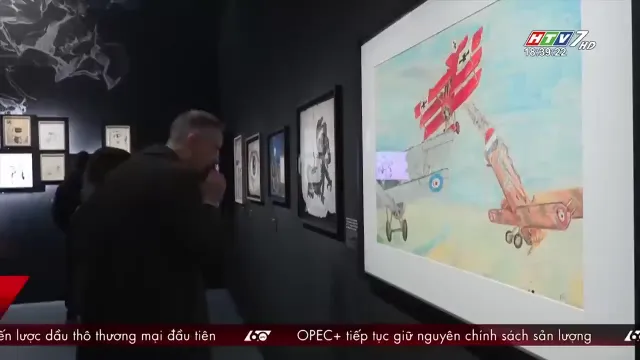 HTV7 HD
18:39:22
ến lược dầu thô thương mại đầu tiên 60 OPEC+ tiếp tục giữ nguyên chính sách sản lượng